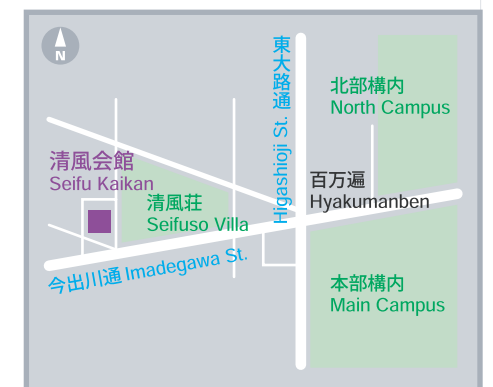 N
東大路通
Higashioji St.
北部構内
North Campus
清風会館
Seifu Kaikan
百万遍
Hyakumanben
清風荘
Seifuso Villa
今出川通 Imadegawa St.
本部構内
Main Campus